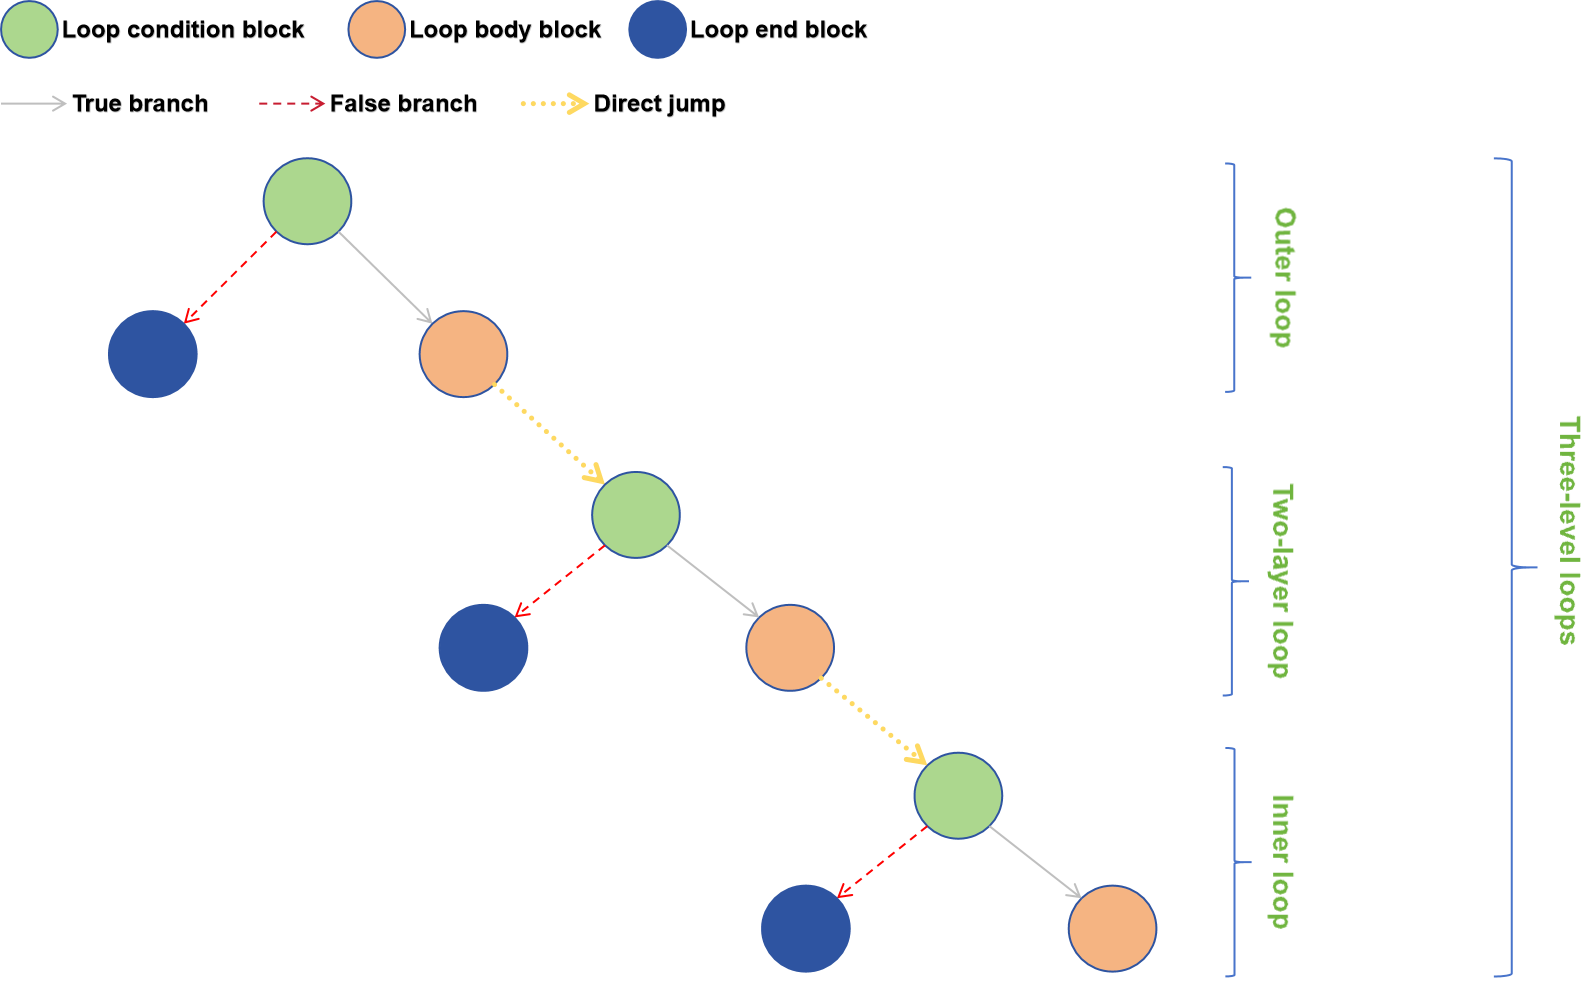 Loop condition block
Loop body block
Loop end block
True branch
False branch
Direct jump
Outer loop
Two-layer loop
Inner loop
Three-level loops